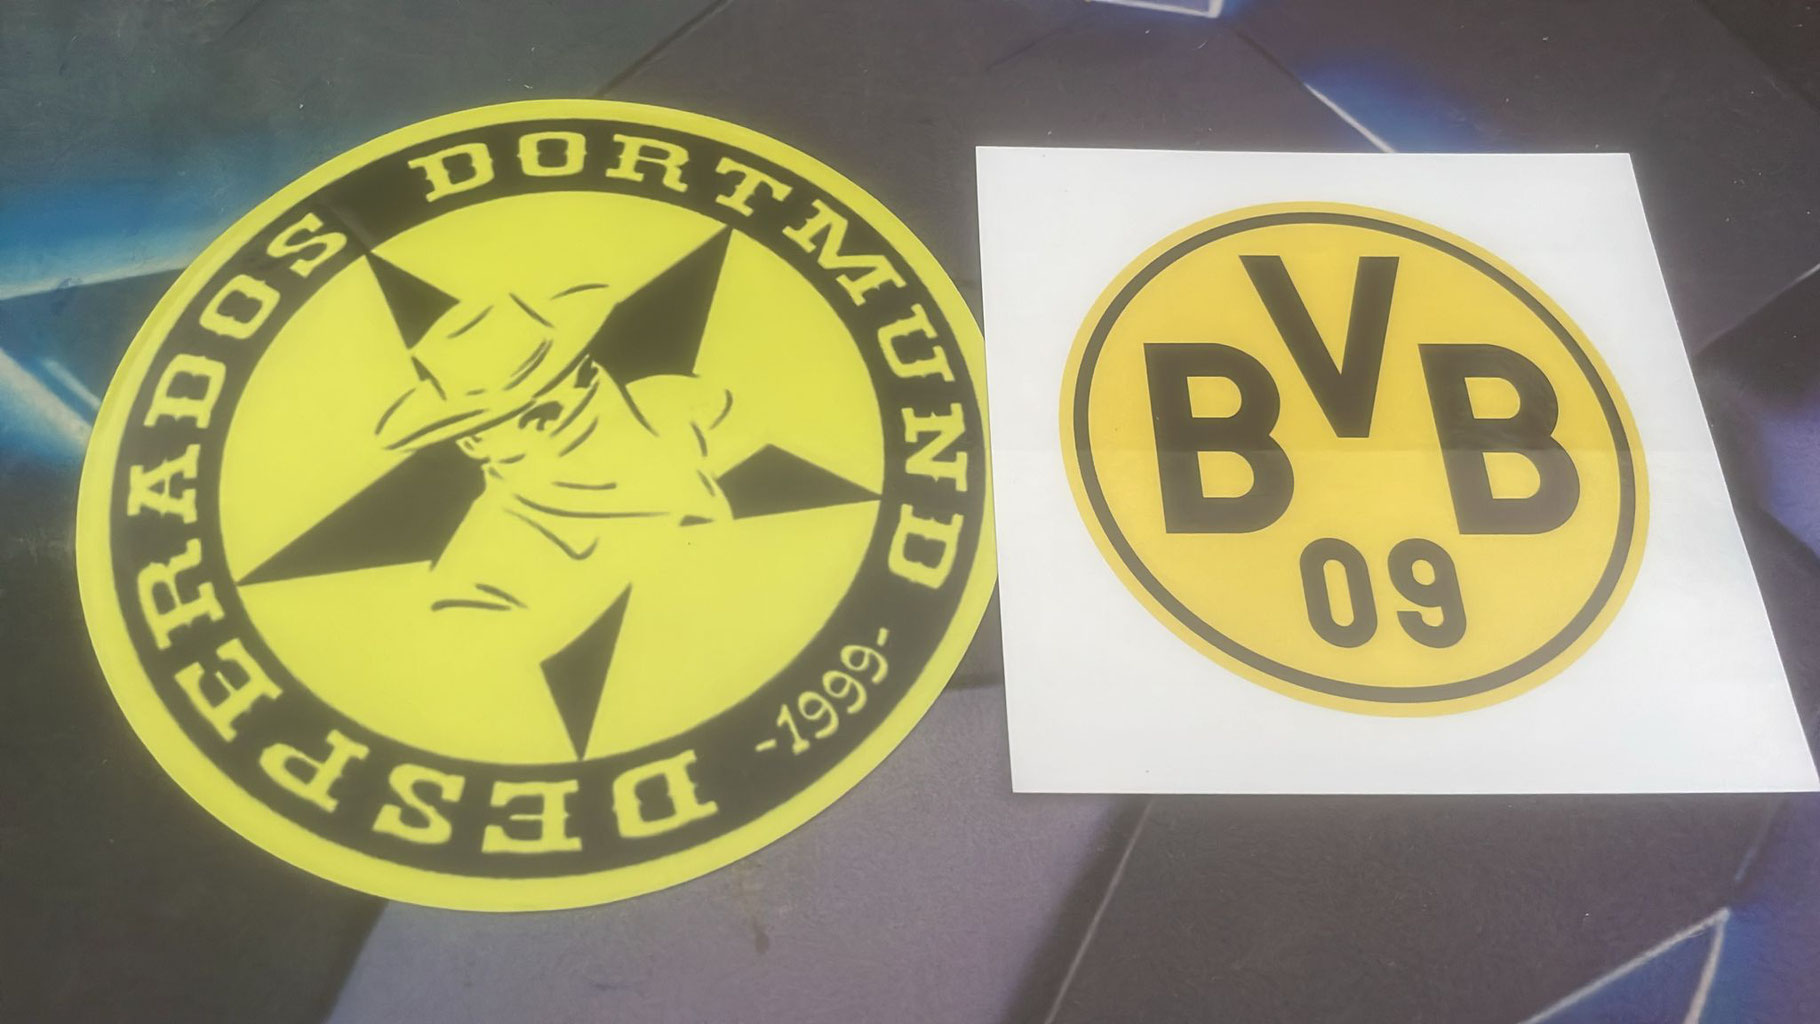 DESPERADOS DORTMUND
-1999-
BVB
09